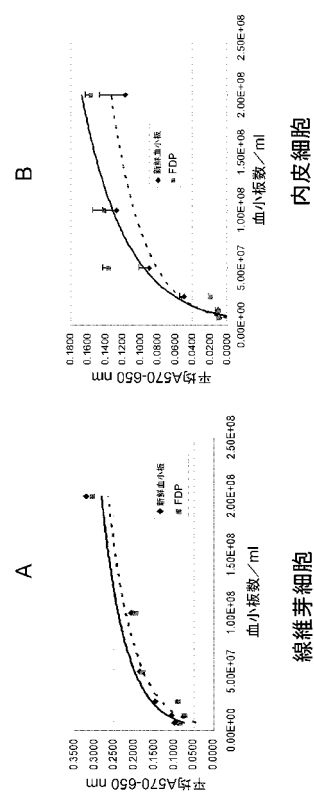 A
平均A570-650 nm
0.3500
0.3000
0.2500
0.2000
0.1500
0.1000
0.0500
0.0000
◆新鮮血小板
FDP
0.00E+00
5.00E+07
1.00E+08
1.50E+08
2.00E+08
2.50E+08
血小板数/ml
線維芽細胞
B
平均A570-650 nm
0.1800
0.1600
0.1400
0.1200
0.1000
0.0800
0.0600
0.0400
0.0200
0.0000
◆新鮮血小板
FDP
0.00E+00
5.00E+07
1.00E+08
1.50E+08
2.00E+08
2.50E+08
血小板数/ml
内皮細胞